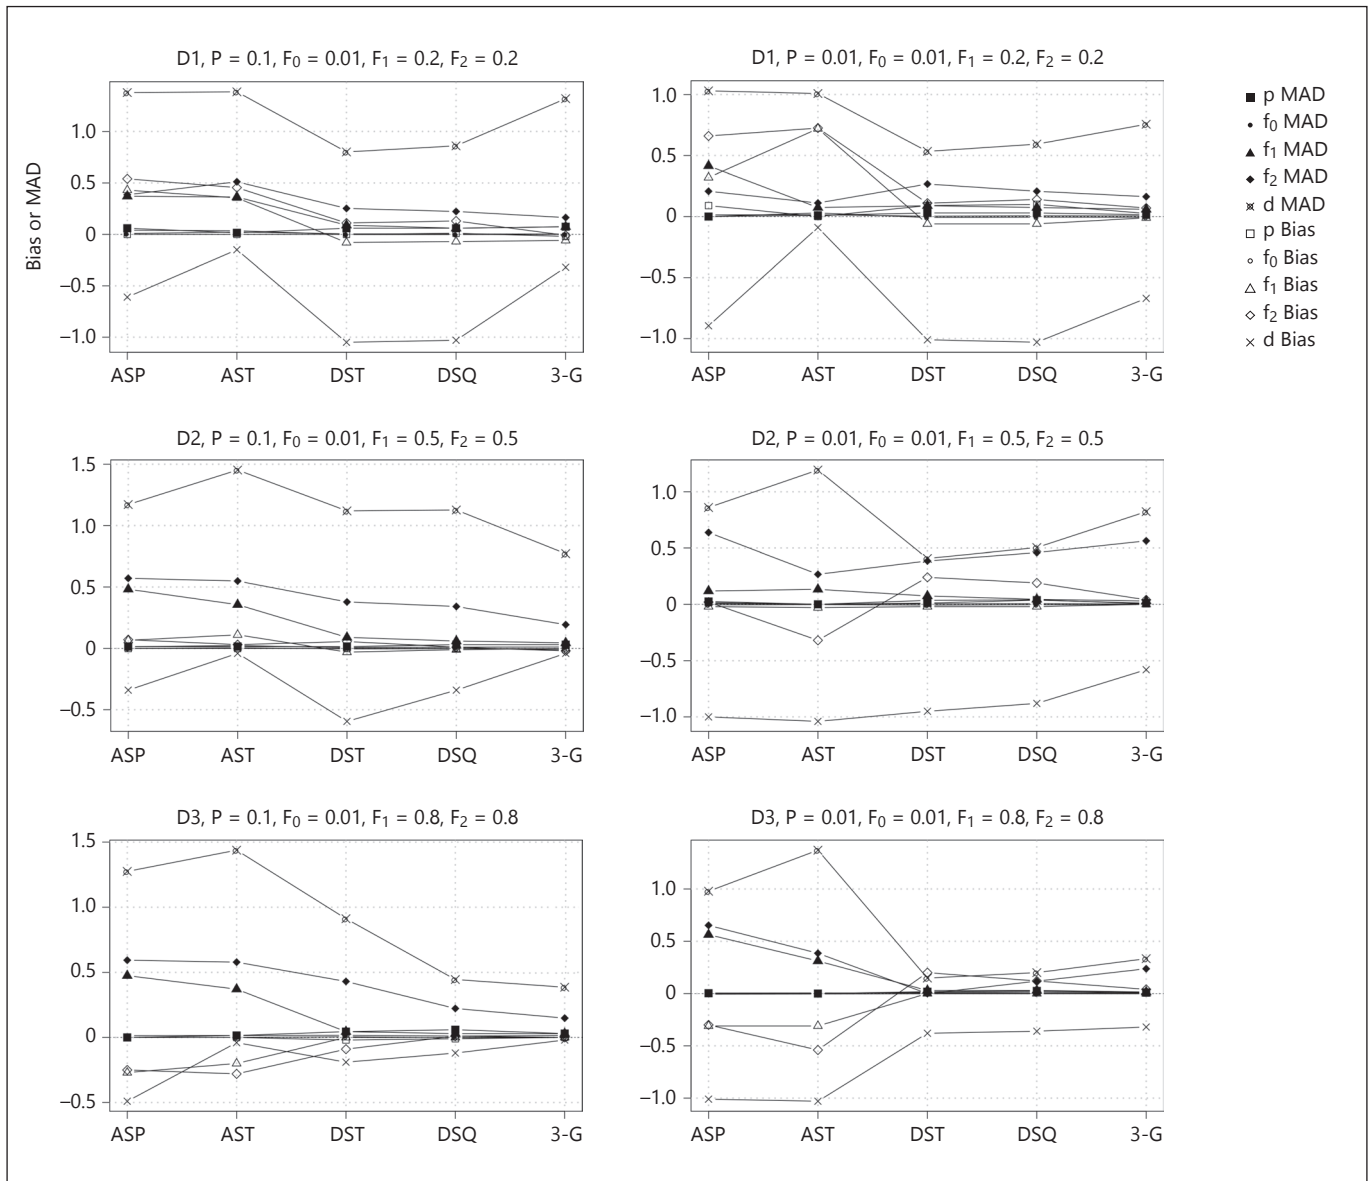 D1, P = 0.1, F₀ = 0.01, F₁ = 0.2, F₂ = 0.2
1.0
0.5
0
–0.5
–1.0
Bias or MAD
ASP AST DST DSQ 3-G
D1, P = 0.01, F₀ = 0.01, F₁ = 0.2, F₂ = 0.2
1.0
0.5
0
–0.5
–1.0
ASP AST DST DSQ 3-G
p MAD
f₀ MAD
f₁ MAD
f₂ MAD
d MAD
p Bias
f₀ Bias
f₁ Bias
f₂ Bias
d Bias
D2, P = 0.1, F₀ = 0.01, F₁ = 0.5, F₂ = 0.5
1.5
1.0
0.5
0
–0.5
ASP AST DST DSQ 3-G
D2, P = 0.01, F₀ = 0.01, F₁ = 0.5, F₂ = 0.5
1.0
0.5
0
–0.5
–1.0
ASP AST DST DSQ 3-G
D3, P = 0.1, F₀ = 0.01, F₁ = 0.8, F₂ = 0.8
1.5
1.0
0.5
0
–0.5
ASP AST DST DSQ 3-G
D3, P = 0.01, F₀ = 0.01, F₁ = 0.8, F₂ = 0.8
1.0
0.5
0
–0.5
–1.0
ASP AST DST DSQ 3-G